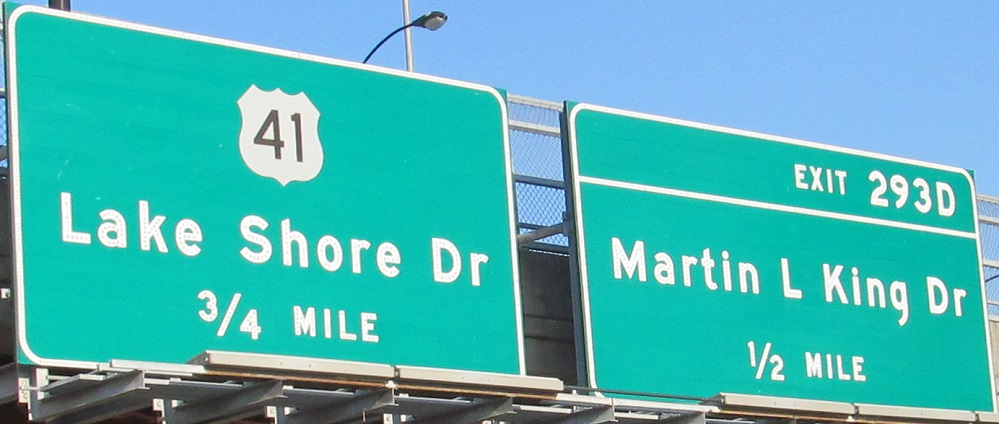 41
Lake Shore Dr
3/4 MILE
EXIT 293D
Martin L King Dr
1/2 MILE